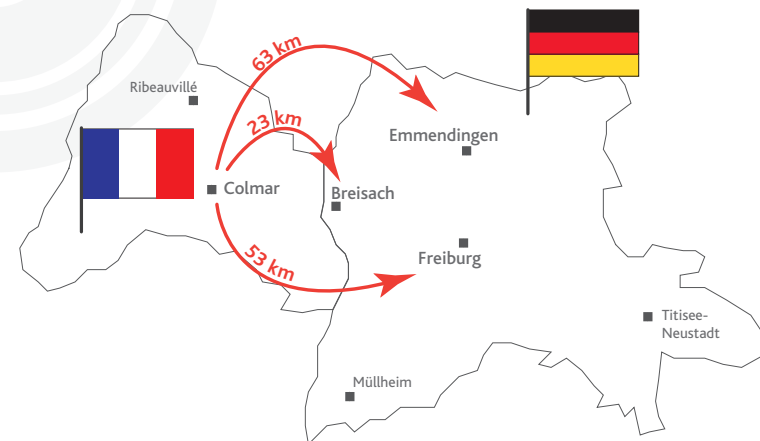 63 km
Ribeauvillé
23 km
Emmendingen
Colmar
Breisach
53 km
Freiburg
Titisee-
Neustadt
Müllheim